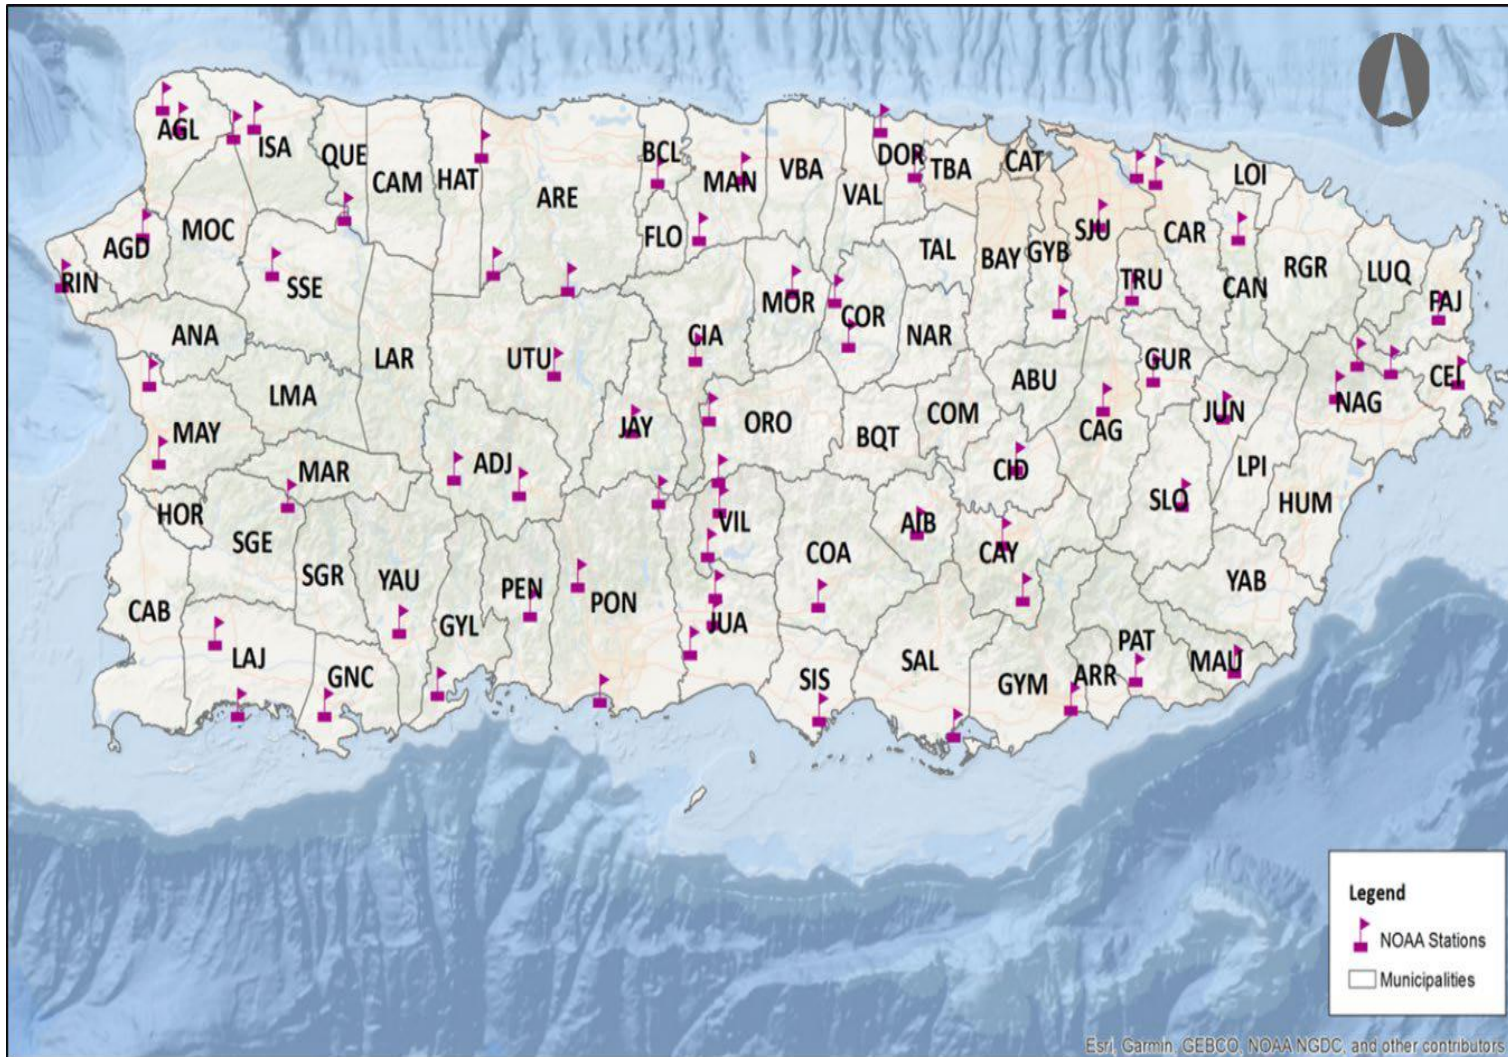 AGL
ISA
QUE
CAM
HAT
ARE
BCL
MAN
VBA
VAL
DOR
TBA
CAT
LOI
AGD
MOC
FLO
TAL
BAY
GYB
SJU
CAR
RIN
SSE
MOR
COR
TRU
CAN
RGR
LUQ
FAJ
ANA
LAR
UTU
CIA
NAR
ABU
GUR
CEI
LMA
MAY
JAY
ORO
BQT
COM
CAG
JUN
NAG
MAR
ADJ
CID
LPI
HOR
SGE
VIL
COA
AIB
CAY
SLO
HUM
CAB
SGR
YAU
GYL
PEN
PON
JUA
YAB
LAJ
GNC
SIS
SAL
GYM
ARR
PAT
MAU
Legend
NOAA Stations
Municipalities
Esri, Garmin, GEBCO, NOAA NGDC, and other contributors